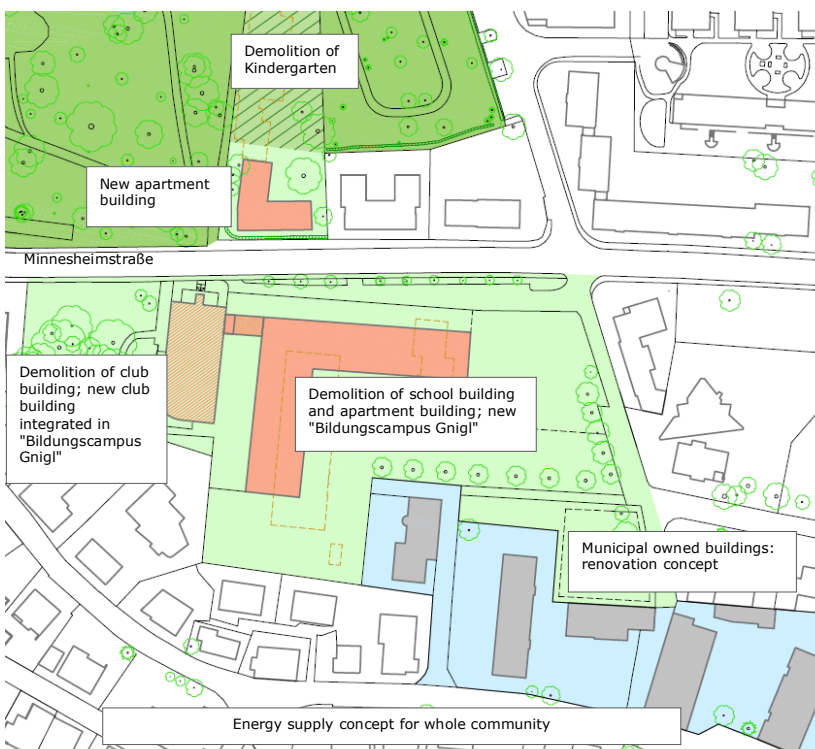 Demolition of
Kindergarten
New apartment
building
Minnesheimstraße
Demolition of club
building; new club
building
integrated in
"Bildungscampus
Gnigl"
Demolition of school building
and apartment building; new
"Bildungscampus Gnigl"
Municipal owned buildings:
renovation concept
Energy supply concept for whole community